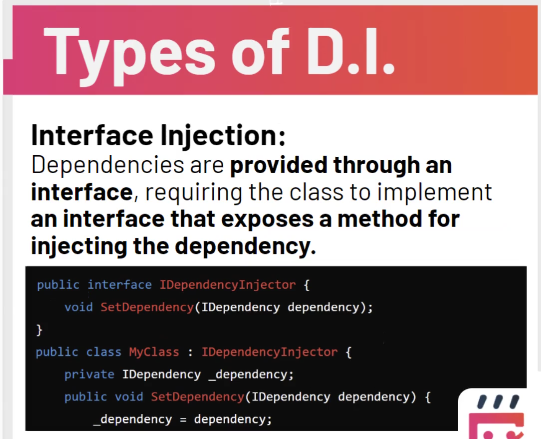 Types of D.I.
Interface Injection:
Dependencies are provided through an
interface, requiring the class to implement
an interface that exposes a method for
injecting the dependency.
public interface IDependencyInjector {
void SetDependency(IDependency dependency);
}
public class MyClass : IDependencyInjector {
private IDependency _dependency;
public void SetDependency(IDependency dependency) {
_dependency = dependency;